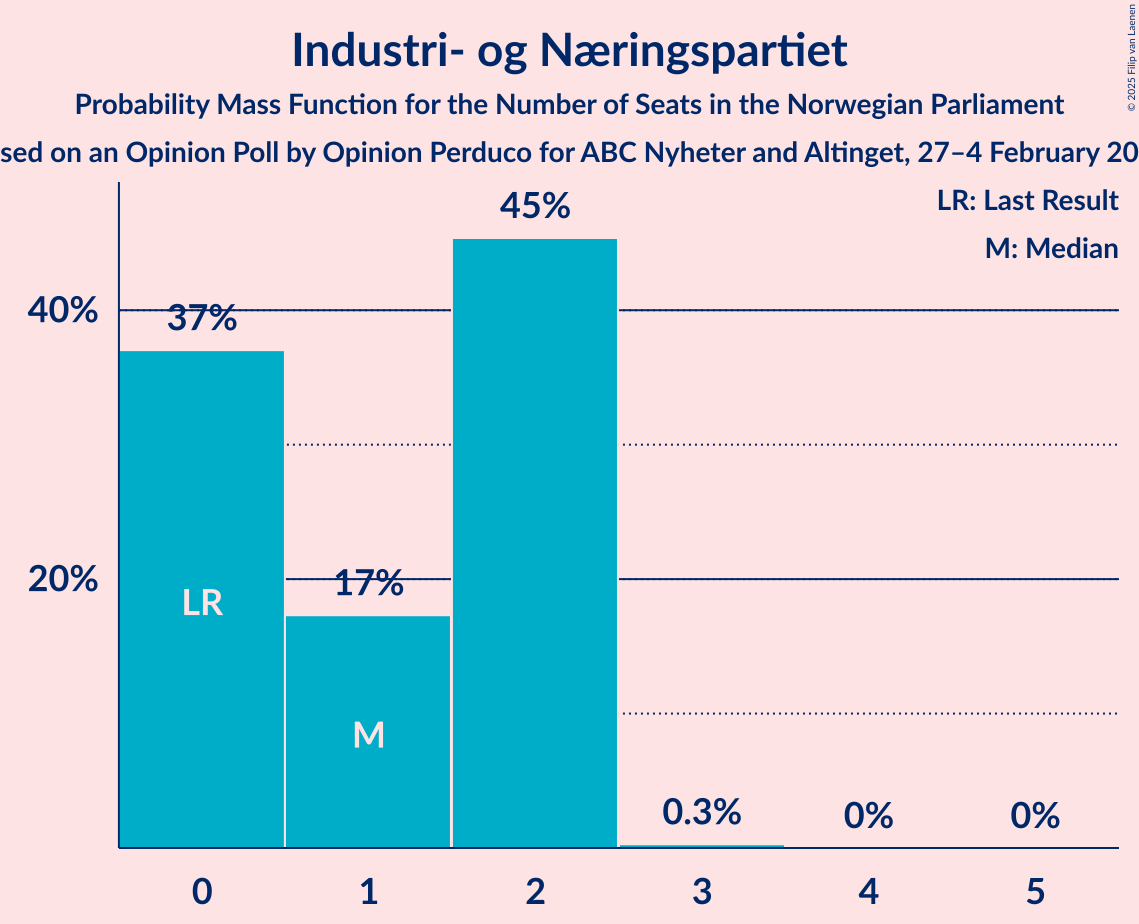 Industri- og Næringspartiet
Probability Mass Function for the Number of Seats in the Norwegian Parliament
sed on an Opinion Poll by Opinion Perduco for ABC Nyheter and Altinget, 27–4 February 20
© 2025 Filip van Laenen
LR: Last Result
M: Median
45%
40%
37%
20%
17%
LR
M
0.3%
0%
0%
0
1
2
3
4
5